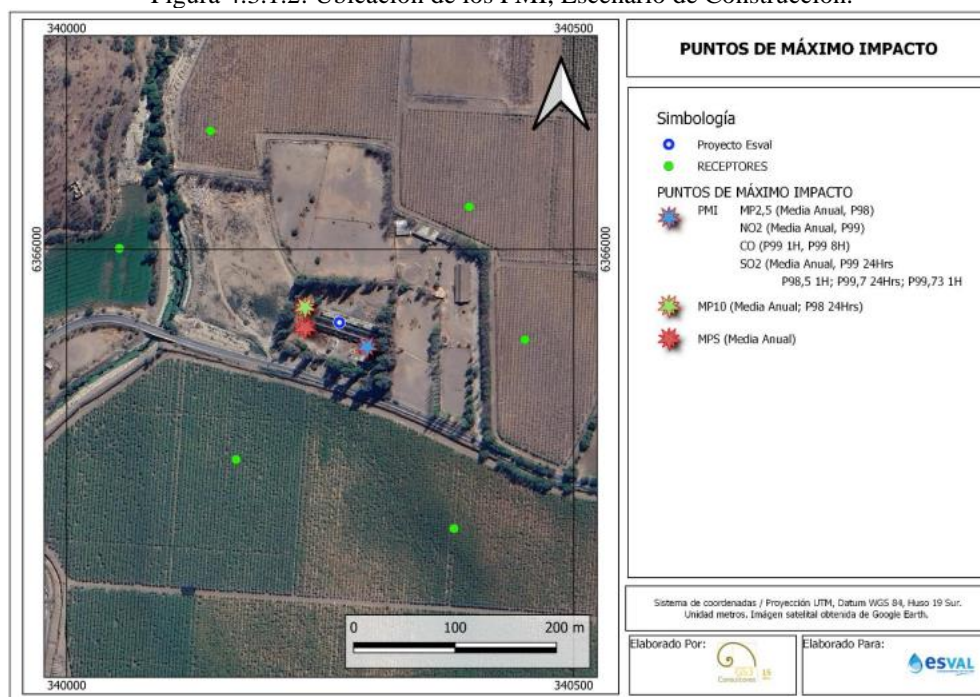 Figura 4.3.1.2: Ubicación de los PMI, Escenario de Construcción.
340000
340500
6366000
6366000
0 100 200 m
340000
340500
PUNTOS DE MÁXIMO IMPACTO
Simbología
Proyecto Esval
RECEPTORES
PUNTOS DE MÁXIMO IMPACTO
PMI MP2,5 (Media Anual, P98)
NO2 (Media Anual, P99)
CO (P99 1H, P99 8H)
SO2 (Media Anual, P99 24Hrs
P98,5 1H; P99,7 24Hrs; P99,73 1H
MP10 (Media Anual; P98 24Hrs)
MPS (Media Anual)
Sistema de coordenadas / Proyección UTM, Datum WGS 84, Huso 19 Sur.
Unidad metros. Imágen satelital obtenida de Google Earth.
Elaborado Por:
Consultores
Elaborado Para:
esval